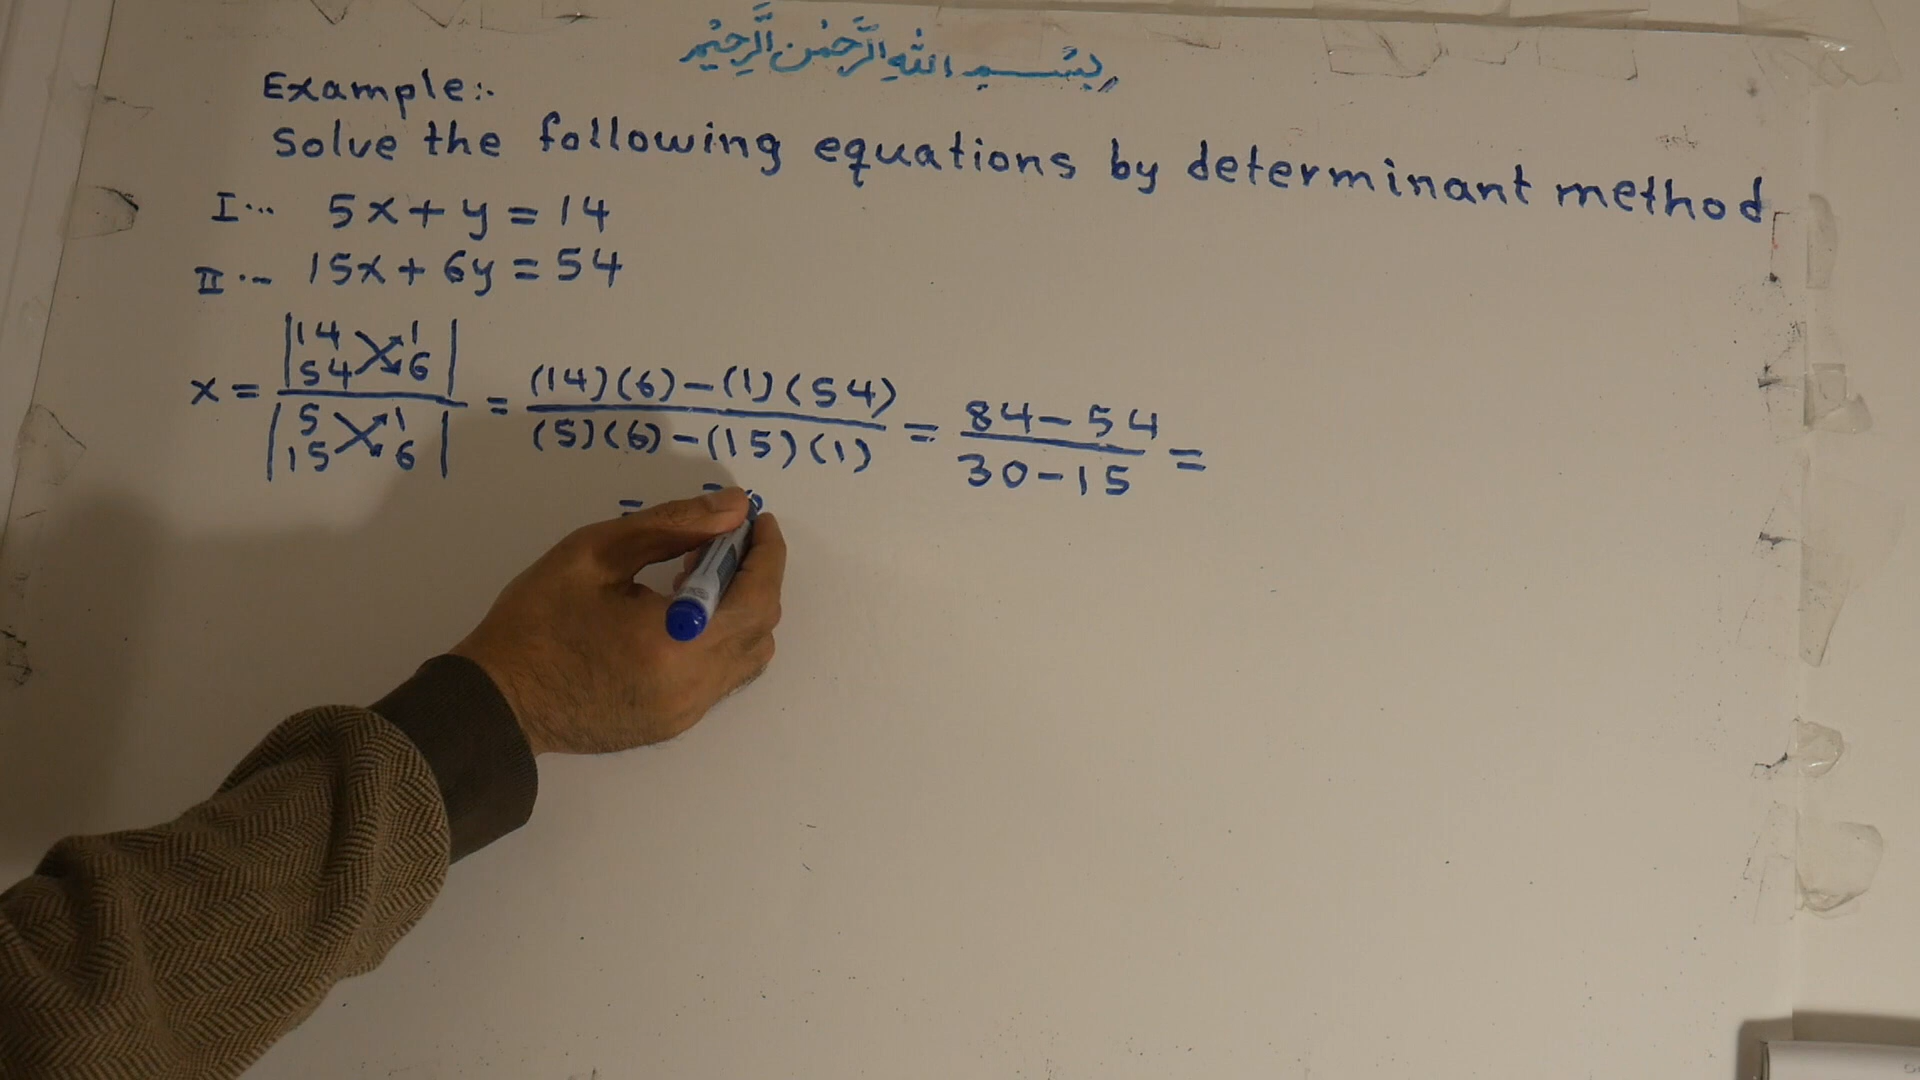 بِسْمِ اللهِ الرَّحْمٰنِ الرَّحِيْمِ
Example:-
Solve the following equations by determinant method
I... 5x + y = 14
II... 15x + 6y = 54
x = |14 1; 54 6| / |5 1; 15 6| = (14)(6) - (1)(54) / (5)(6) - (15)(1) = 84 - 54 / 30 - 15 =
=